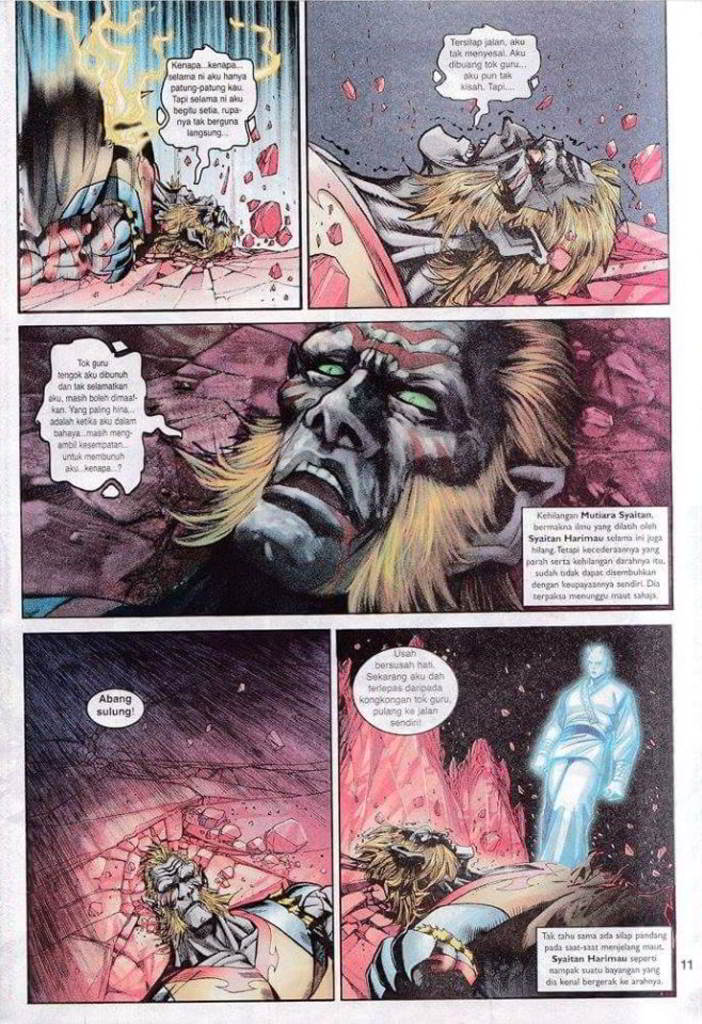 Kenapa...kenapa...
selama ni aku hanya
patung-patung kau.
Tapi selama ni aku
begitu setia, rupa-
nya tak berguna
langsung...
Tersilap jalan, aku
tak menyesal. Aku
dibuang tok guru...
aku pun tak
kisah. Tapi....
Tok guru
tengok aku dibunuh
dan tak selamatkan
aku, masih boleh dimaaf-
kan. Yang paling hina...
adalah ketika aku dalam
bahaya...masih meng-
ambil kesempatan...
untuk membunuh
aku...kenapa...?
Kehilangan Mutiara Syaitan,
bermakna ilmu yang dilatih oleh
Syaitan Harimau selama ini juga
hilang. Tetapi kecederaannya yang
parah serta kehilangan darahnya itu,
sudah tidak dapat disembuhkan
dengan keupayaannya sendiri. Dia
terpaksa menunggu maut sahaja.
Abang
sulung!
Usah
bersusah hati.
Sekarang aku dah
terlepas daripada
kongkongan tok guru,
pulang ke jalan
sendiri!
Tak tahu sama ada silap pandang
pada saat-saat menjelang maut,
Syaitan Harimau seperti
nampak suatu bayangan yang
dia kenal bergerak ke arahnya.
11